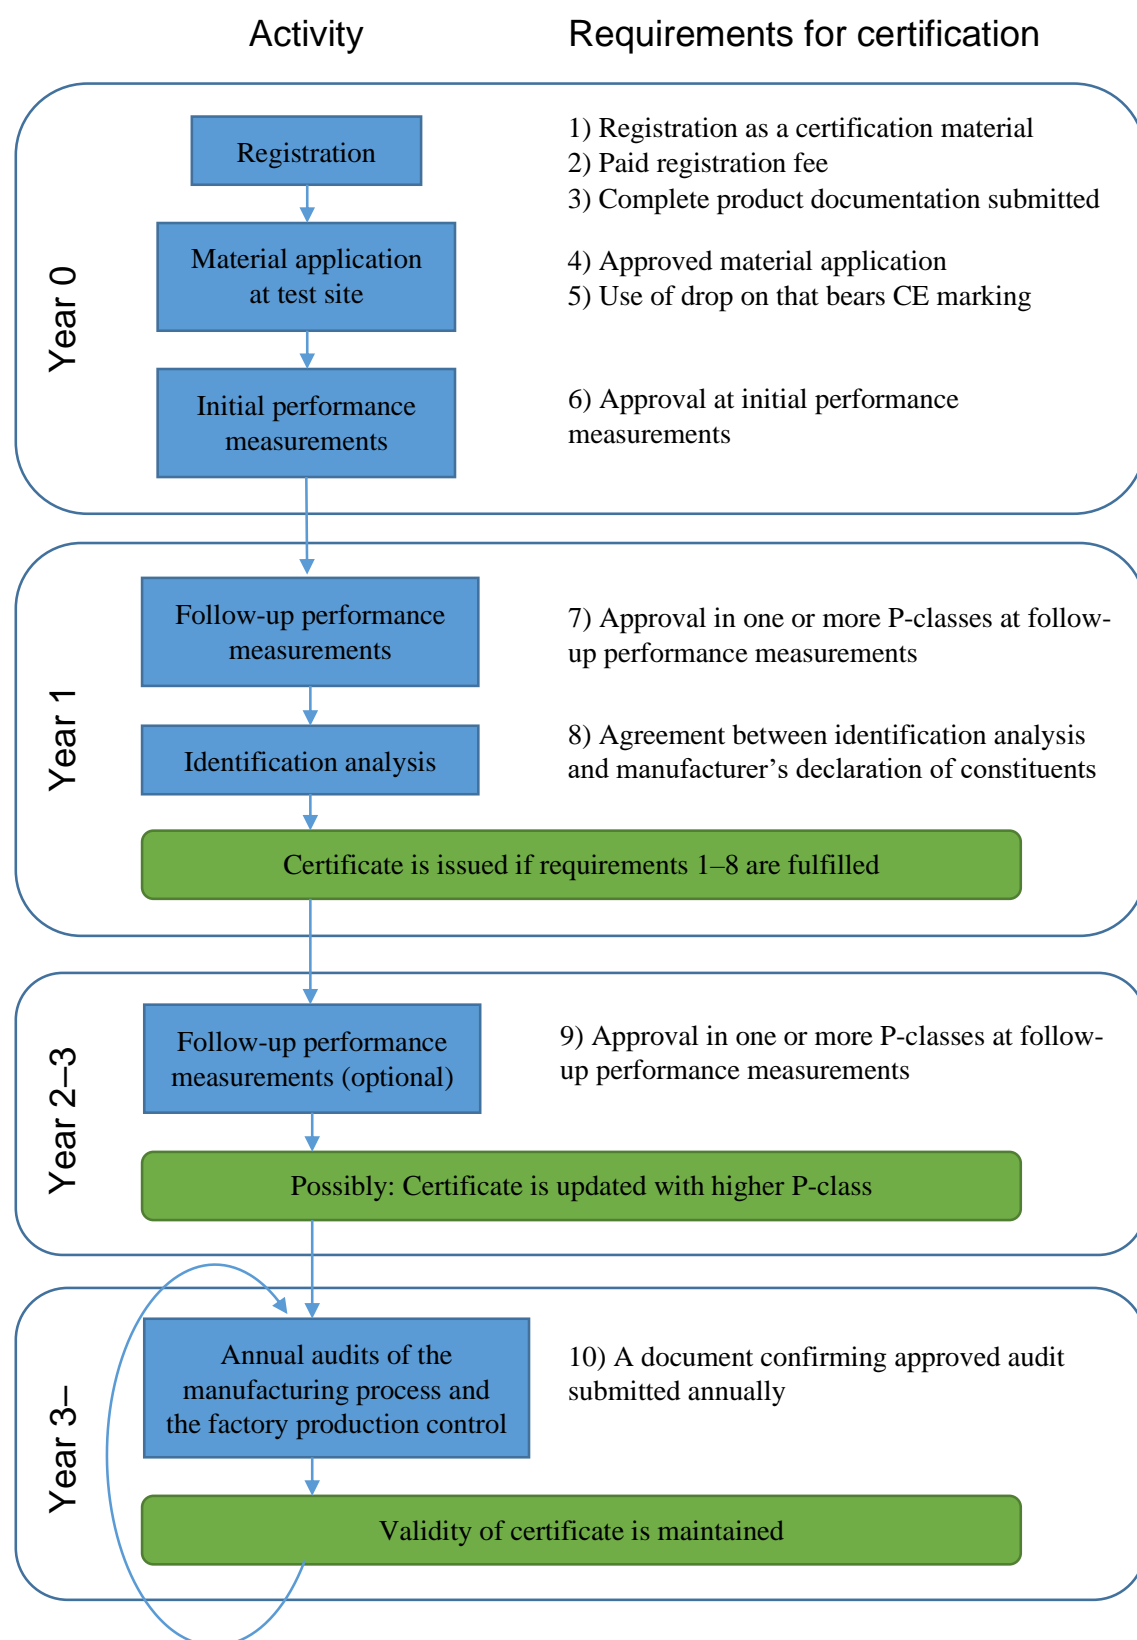 Activity
Requirements for certification
Year 0
Registration
1) Registration as a certification material
2) Paid registration fee
3) Complete product documentation submitted
Material application
at test site
4) Approved material application
5) Use of drop on that bears CE marking
Initial performance
measurements
6) Approval at initial performance
measurements
Year 1
Follow-up performance
measurements
7) Approval in one or more P-classes at follow-
up performance measurements
Identification analysis
8) Agreement between identification analysis
and manufacturer’s declaration of constituents
Certificate is issued if requirements 1–8 are fulfilled
Year 2–3
Follow-up performance
measurements (optional)
9) Approval in one or more P-classes at follow-
up performance measurements
Possibly: Certificate is updated with higher P-class
Year 3–
Annual audits of the
manufacturing process and
the factory production control
10) A document confirming approved audit
submitted annually
Validity of certificate is maintained